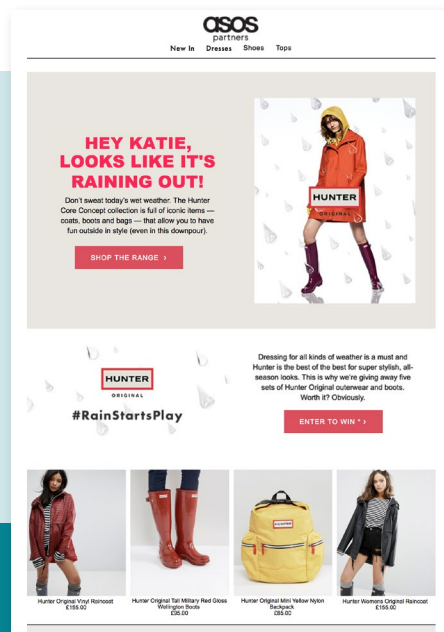 asos
partners
New In Dresses Shoes Tops
HEY KATIE,
LOOKS LIKE IT'S
RAINING OUT!
Don't sweat today's wet weather. The Hunter
Core Concept collection is full of iconic items —
coats, boots and bags — that allow you to have
fun outside in style (even in this downpour).
SHOP THE RANGE ›
HUNTER
ORIGINAL
HUNTER
ORIGINAL
#RainStartsPlay
Dressing for all kinds of weather is a must and
Hunter is the best of the best for super stylish, all-
season looks. This is why we're giving away five
sets of Hunter Original outerwear and boots.
Worth it? Obviously.
ENTER TO WIN * ›
HUNTER
Hunter Original Vinyl Raincoat
£155.00
Hunter Original Tall Military Red Gloss
Wellington Boots
£95.00
Hunter Original Mini Yellow Nylon
Backpack
£85.00
Hunter Womens Original Raincoat
£155.00